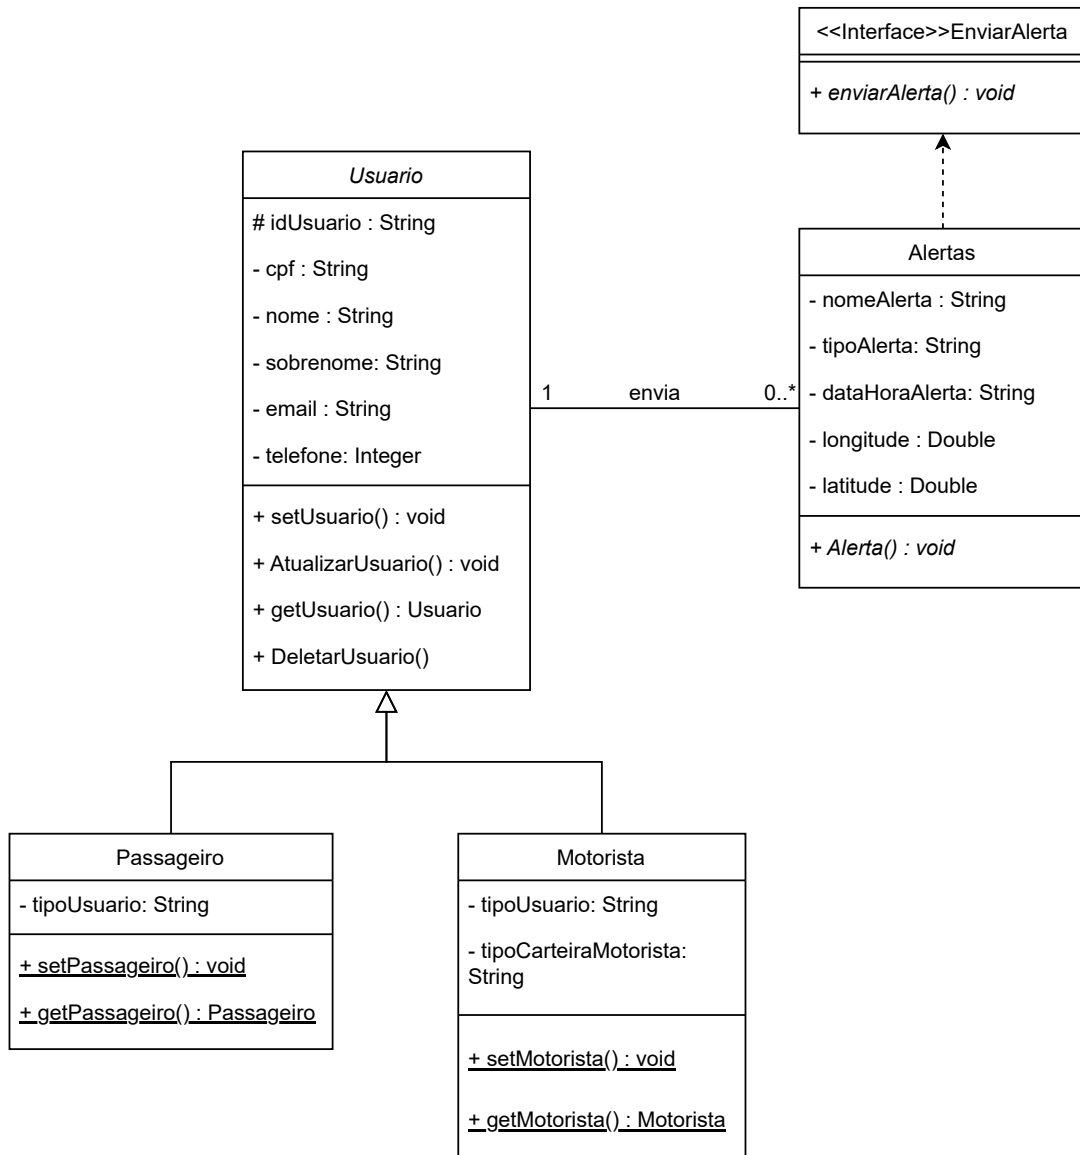 <<Interface>>EnviarAlerta
+ enviarAlerta() : void
Usuario
# idUsuario : String
- cpf : String
- nome : String
- sobrenome: String
- email : String
- telefone: Integer
+ setUsuario() : void
+ AtualizarUsuario() : void
+ getUsuario() : Usuario
+ DeletarUsuario()
1 envia 0..*
Alertas
- nomeAlerta : String
- tipoAlerta: String
- dataHoraAlerta: String
- longitude : Double
- latitude : Double
+ Alerta() : void
Passageiro
- tipoUsuario: String
+ setPassageiro() : void
+ getPassageiro() : Passageiro
Motorista
- tipoUsuario: String
- tipoCarteiraMotorista:
String
+ setMotorista() : void
+ getMotorista() : Motorista